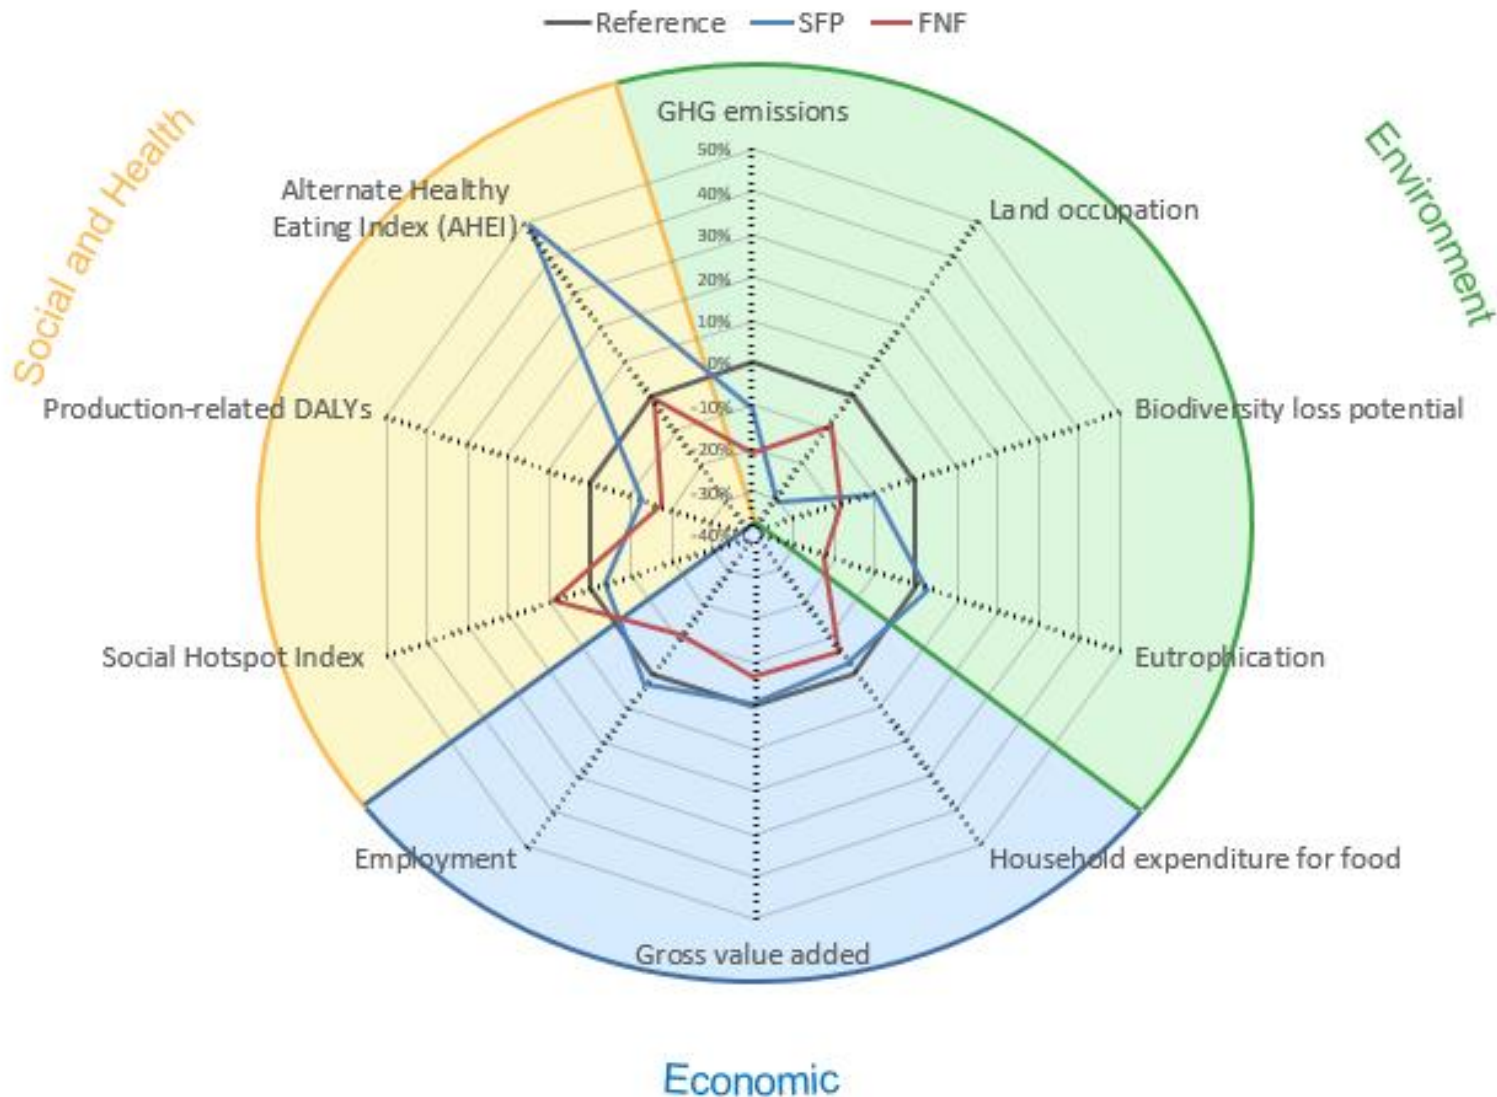 Reference SFP FNF
Social and Health
Environment
GHG emissions
50%
40%
30%
20%
10%
0%
-10%
-20%
-30%
-40%
Alternate Healthy
Eating Index (AHEI)
Land occupation
Production-related DALYs
Biodiversity loss potential
Social Hotspot Index
Eutrophication
Employment
Household expenditure for food
Gross value added
Economic